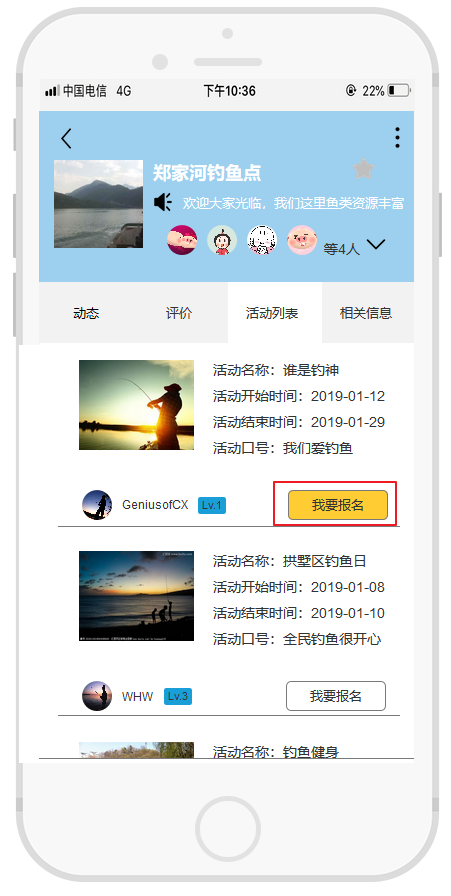 中国电信 4G 下午10:36 22%
郑家河钓鱼点
欢迎大家光临，我们这里鱼类资源丰富
等4人
动态 评价 活动列表 相关信息
活动名称：谁是钓神
活动开始时间：2019-01-12
活动结束时间：2019-01-29
活动口号：我们爱钓鱼
GeniusofCX Lv.1 我要报名
活动名称：拱墅区钓鱼日
活动开始时间：2019-01-08
活动结束时间：2019-01-10
活动口号：全民钓鱼很开心
WHW Lv.3 我要报名
活动名称：钓鱼健身